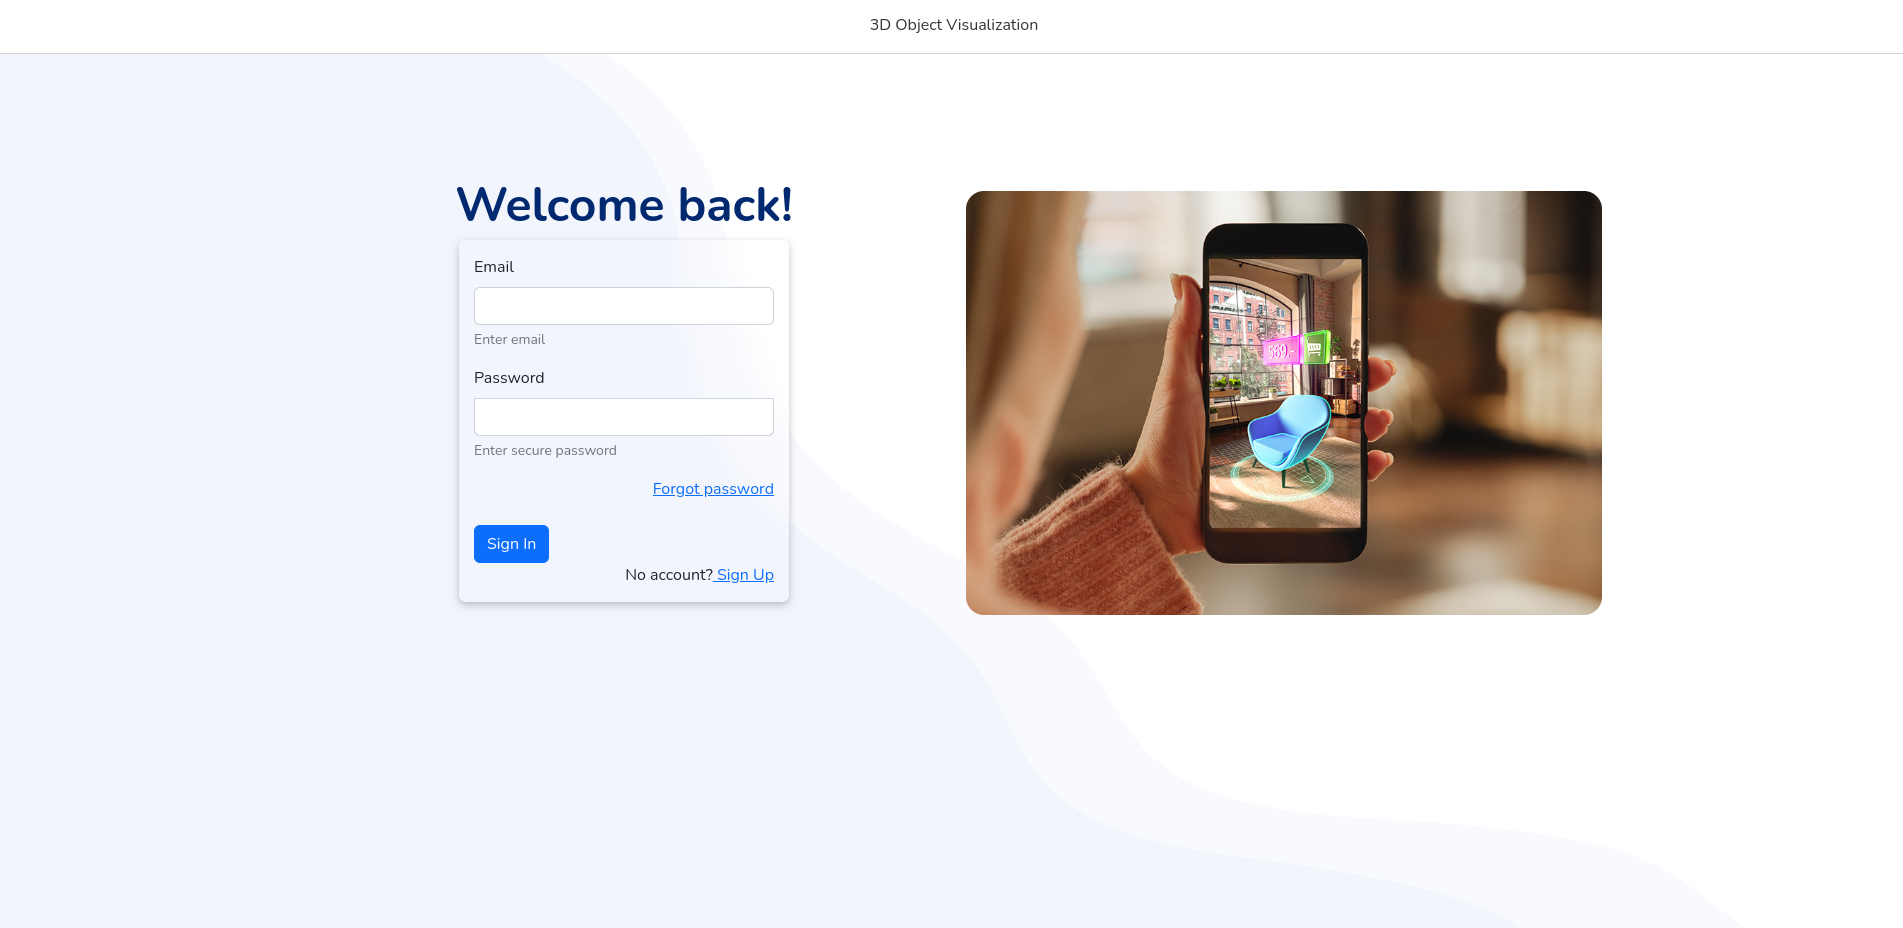 3D Object Visualization
Welcome back!
Email
Enter email
Password
Enter secure password
Forgot password
Sign In
No account? Sign Up